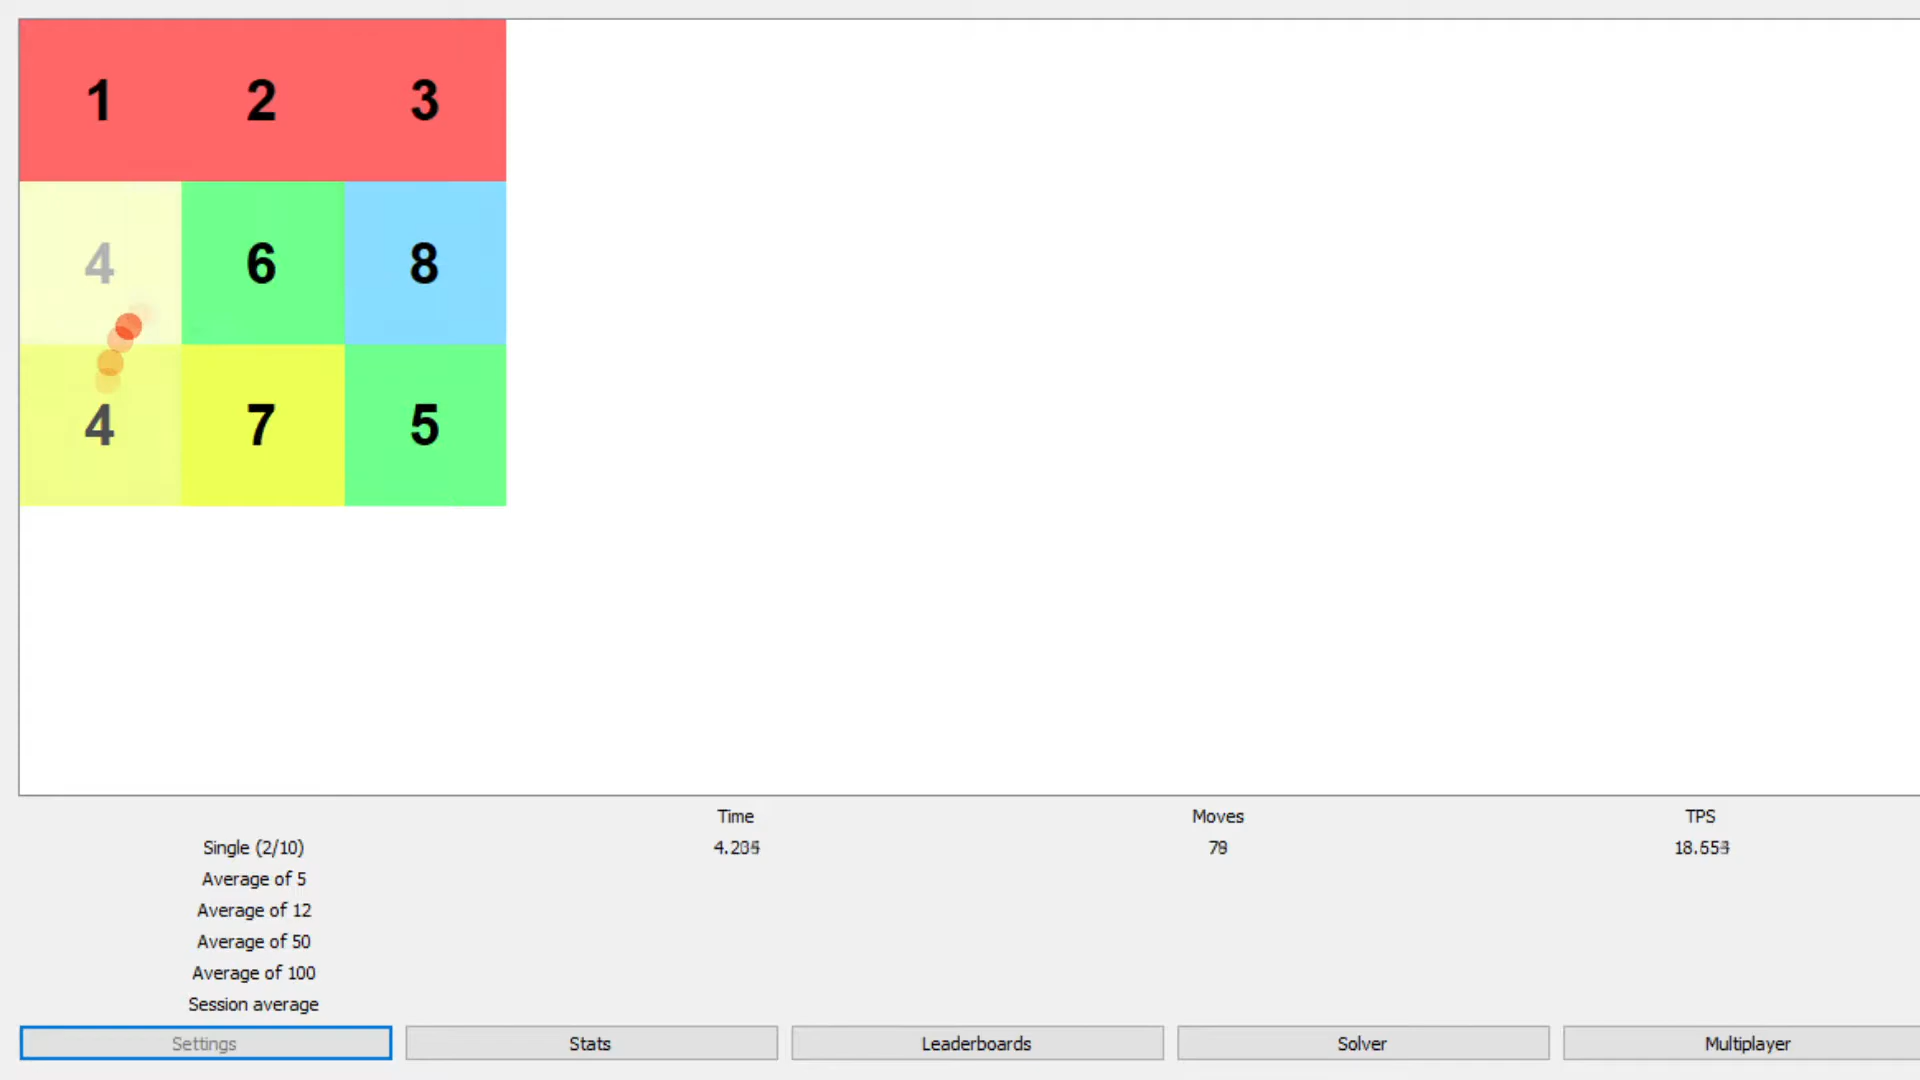 1 2 3
4 6 8
4 7 5
Time Moves TPS
Single (2/10)
Average of 5
Average of 12
Average of 50
Average of 100
Session average
Settings Stats Leaderboards Solver Multiplayer